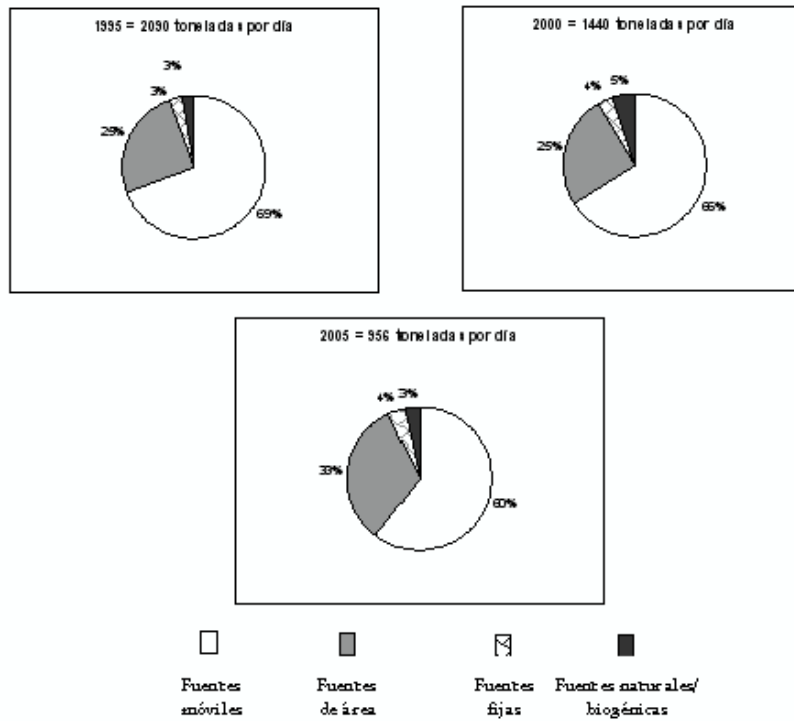 1995 = 2090 toneladas por día
3%
3%
25%
69%
2000 = 1440 toneladas por día
4% 5%
25%
66%
2005 = 956 toneladas por día
4% 3%
33%
60%
Fuentes
móviles
Fuentes
de área
Fuentes
fijas
Fuentes naturales/
biogénicas